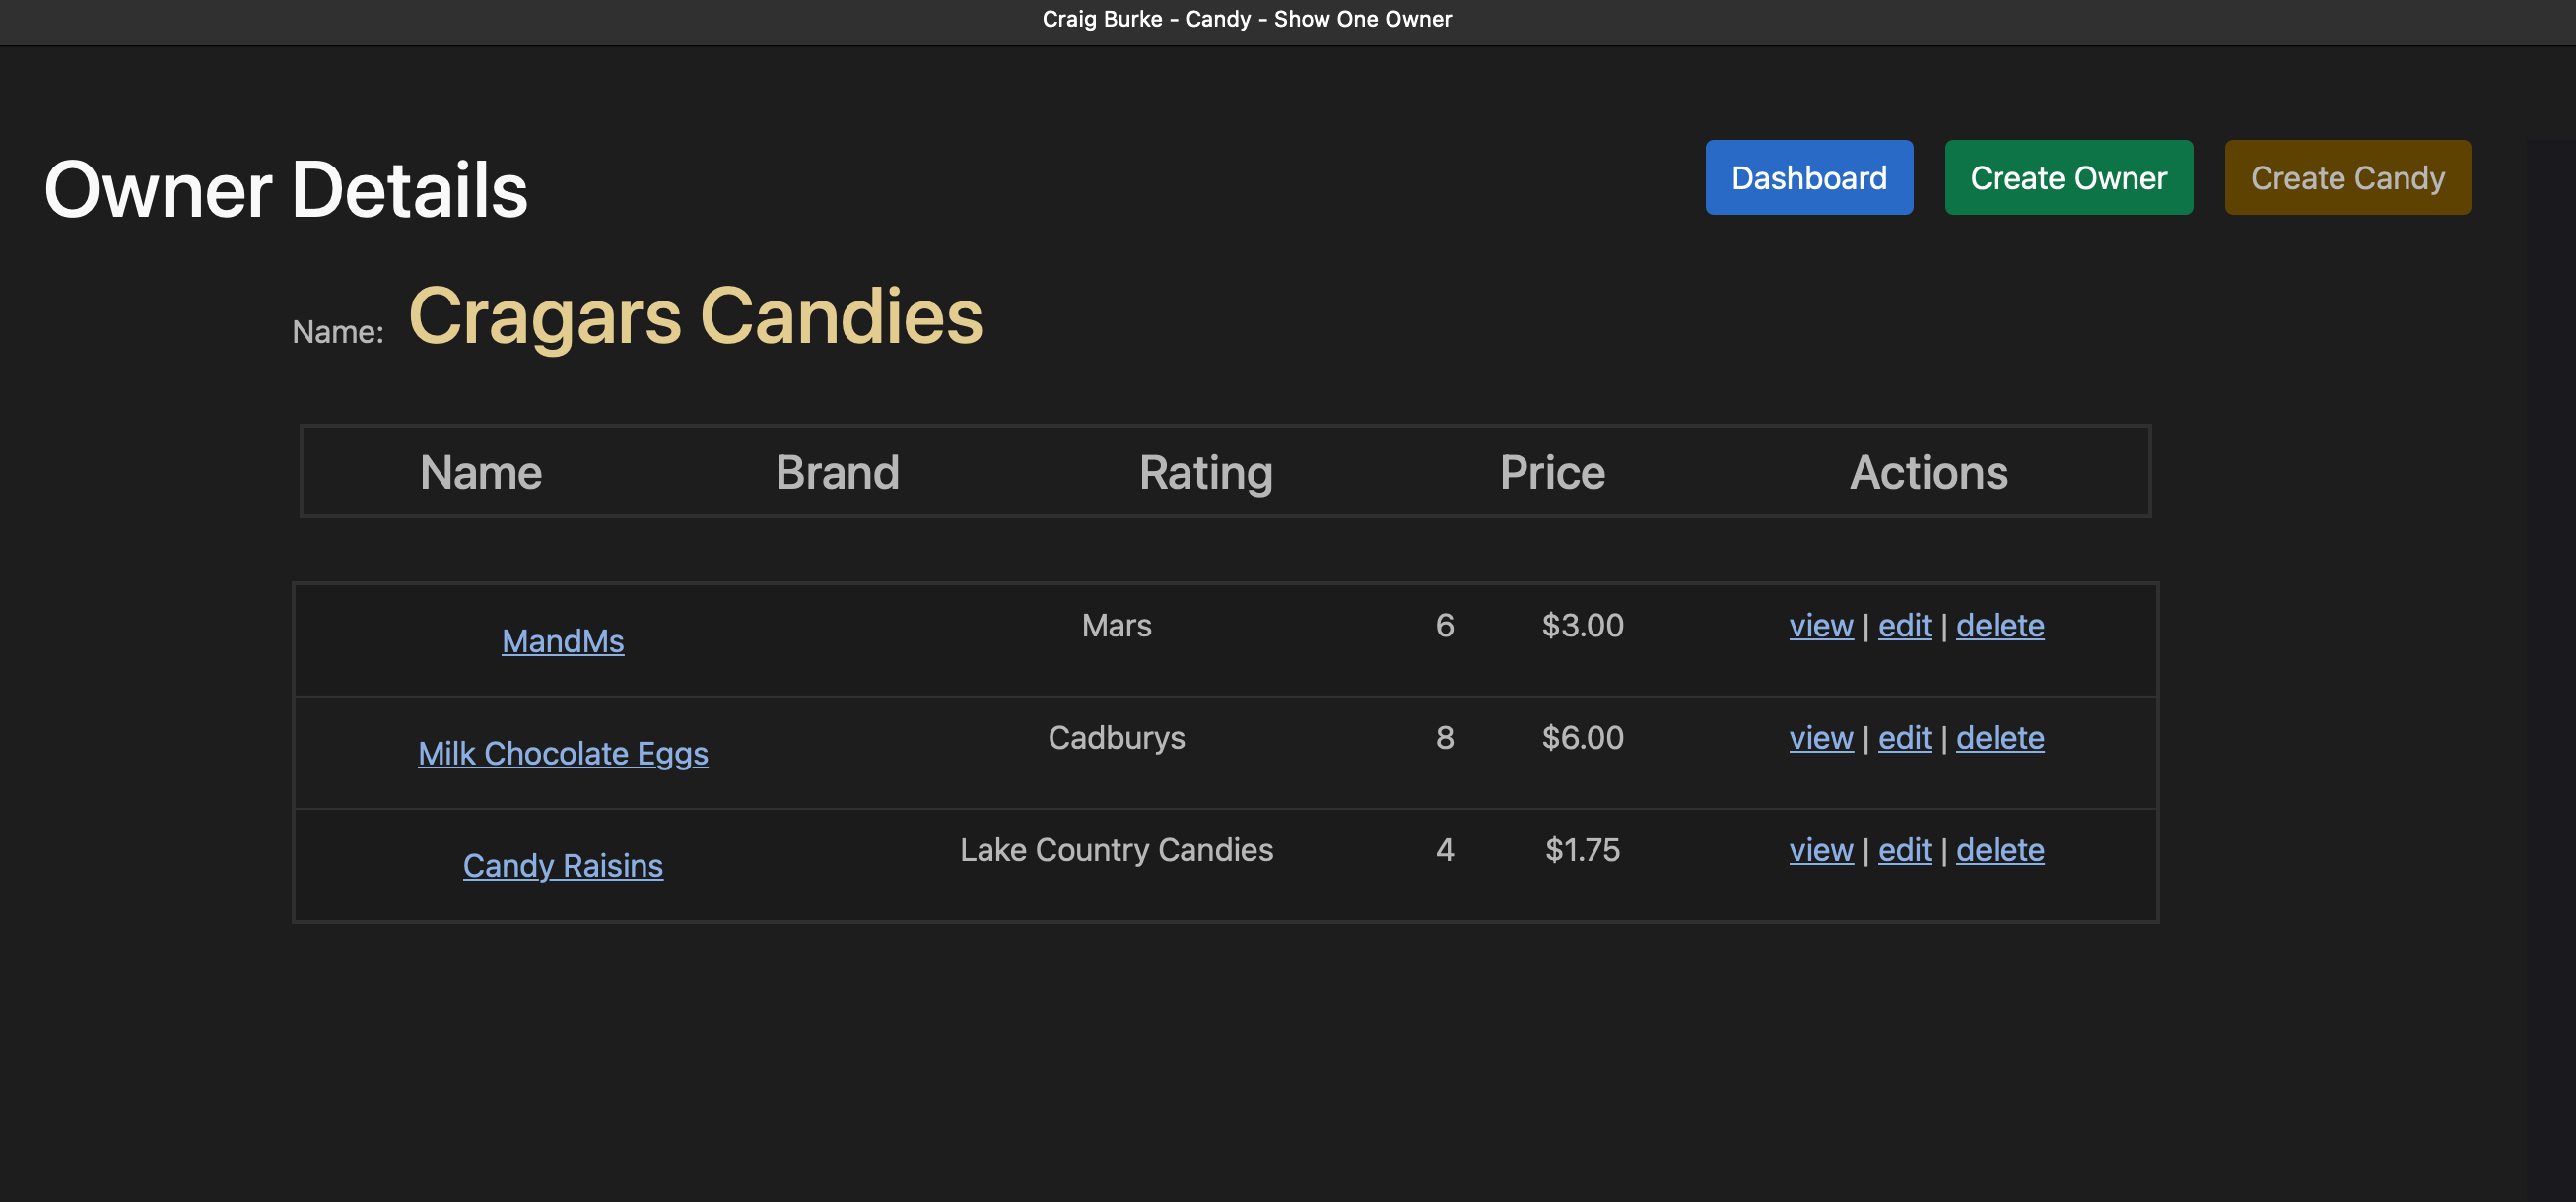 Craig Burke - Candy - Show One Owner
Owner Details
Dashboard
Create Owner
Create Candy
Name: Cragars Candies
Name Brand Rating Price Actions
MandMs Mars 6 $3.00 view | edit | delete
Milk Chocolate Eggs Cadburys 8 $6.00 view | edit | delete
Candy Raisins Lake Country Candies 4 $1.75 view | edit | delete